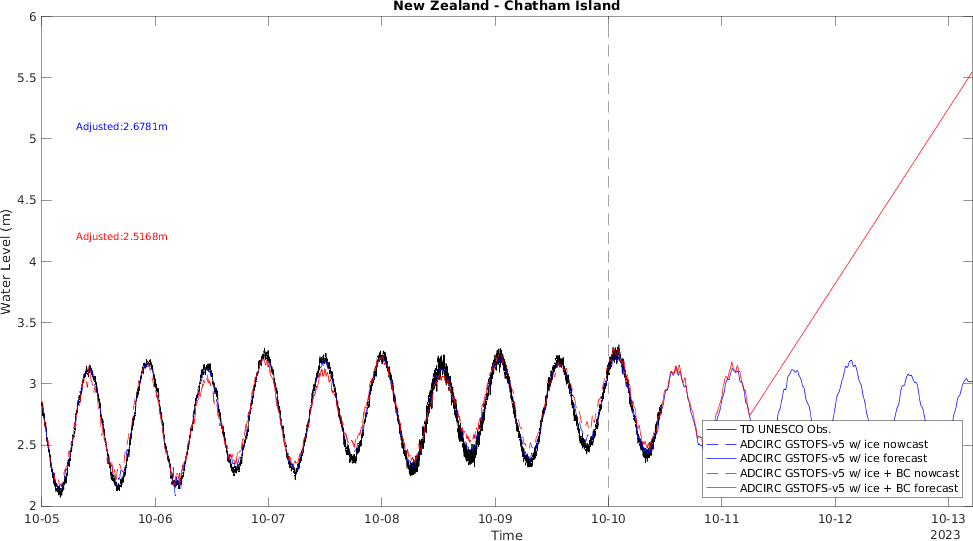 New Zealand - Chatham Island
6
5.5
5
4.5
4
3.5
3
2.5
2
Water Level (m)
Adjusted:2.6781m
Adjusted:2.5168m
TD UNESCO Obs.
ADCIRC GSTOFS-v5 w/ ice nowcast
ADCIRC GSTOFS-v5 w/ ice forecast
ADCIRC GSTOFS-v5 w/ ice + BC nowcast
ADCIRC GSTOFS-v5 w/ ice + BC forecast
10-05 10-06 10-07 10-08 10-09 10-10 10-11 10-12 10-13
2023
Time